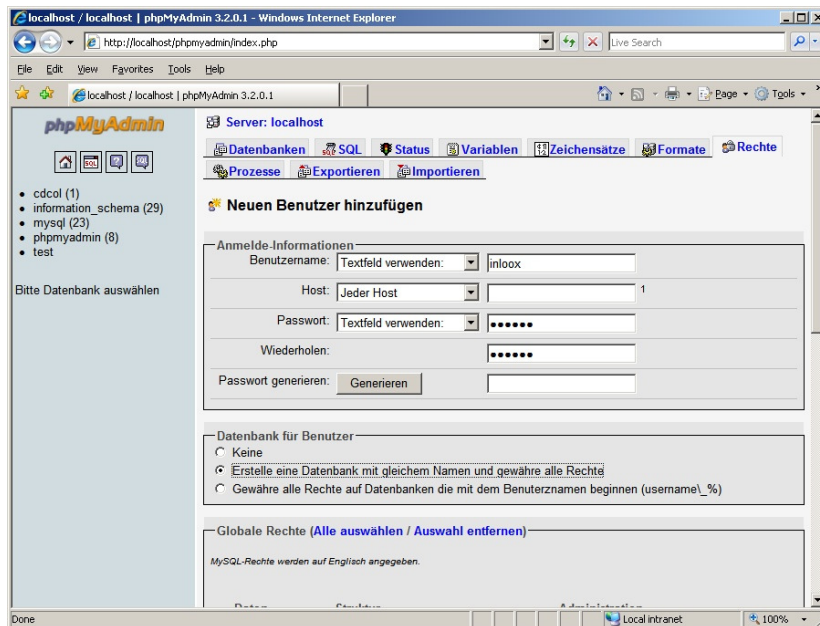 localhost / localhost | phpMyAdmin 3.2.0.1 - Windows Internet Explorer
http://localhost/phpmyadmin/index.php
Live Search
File Edit View Favorites Tools Help
localhost / localhost | phpMyAdmin 3.2.0.1
Page Tools
phpMyAdmin
SQL
cdcol (1)
information_schema (29)
mysql (23)
phpmyadmin (8)
test
Bitte Datenbank auswählen
Server: localhost
Datenbanken SQL Status Variablen Zeichensätze Formate Rechte
Prozesse Exportieren Importieren
Neuen Benutzer hinzufügen
Anmelde-Informationen
Benutzername: Textfeld verwenden: inloox
Host: Jeder Host 1
Passwort: Textfeld verwenden: ••••••
Wiederholen: ••••••
Passwort generieren: Generieren
Datenbank für Benutzer
Keine
Erstelle eine Datenbank mit gleichem Namen und gewähre alle Rechte
Gewähre alle Rechte auf Datenbanken die mit dem Benuterznamen beginnen (username\_%)
Globale Rechte (Alle auswählen / Auswahl entfernen)
MySQL-Rechte werden auf Englisch angegeben.
Daten Struktur Administration
Done Local intranet 100%